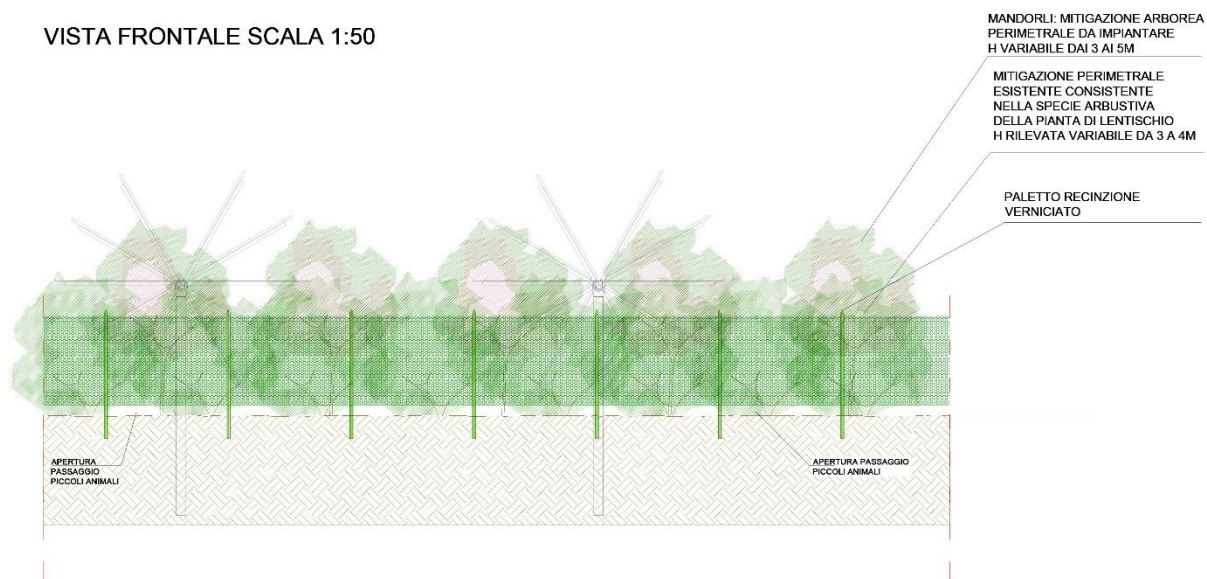 VISTA FRONTALE SCALA 1:50
MANDORLI: MITIGAZIONE ARBOREA
PERIMETRALE DA IMPIANTARE
H VARIABILE DAI 3 AI 5M
MITIGAZIONE PERIMETRALE
ESISTENTE CONSISTENTE
NELLA SPECIE ARBUSTIVA
DELLA PIANTA DI LENTISCHIO
H RILEVATA VARIABILE DA 3 A 4M
PALETTO RECINZIONE
VERNICIATO
APERTURA
PASSAGGIO
PICCOLI ANIMALI
APERTURA PASSAGGIO
PICCOLI ANIMALI